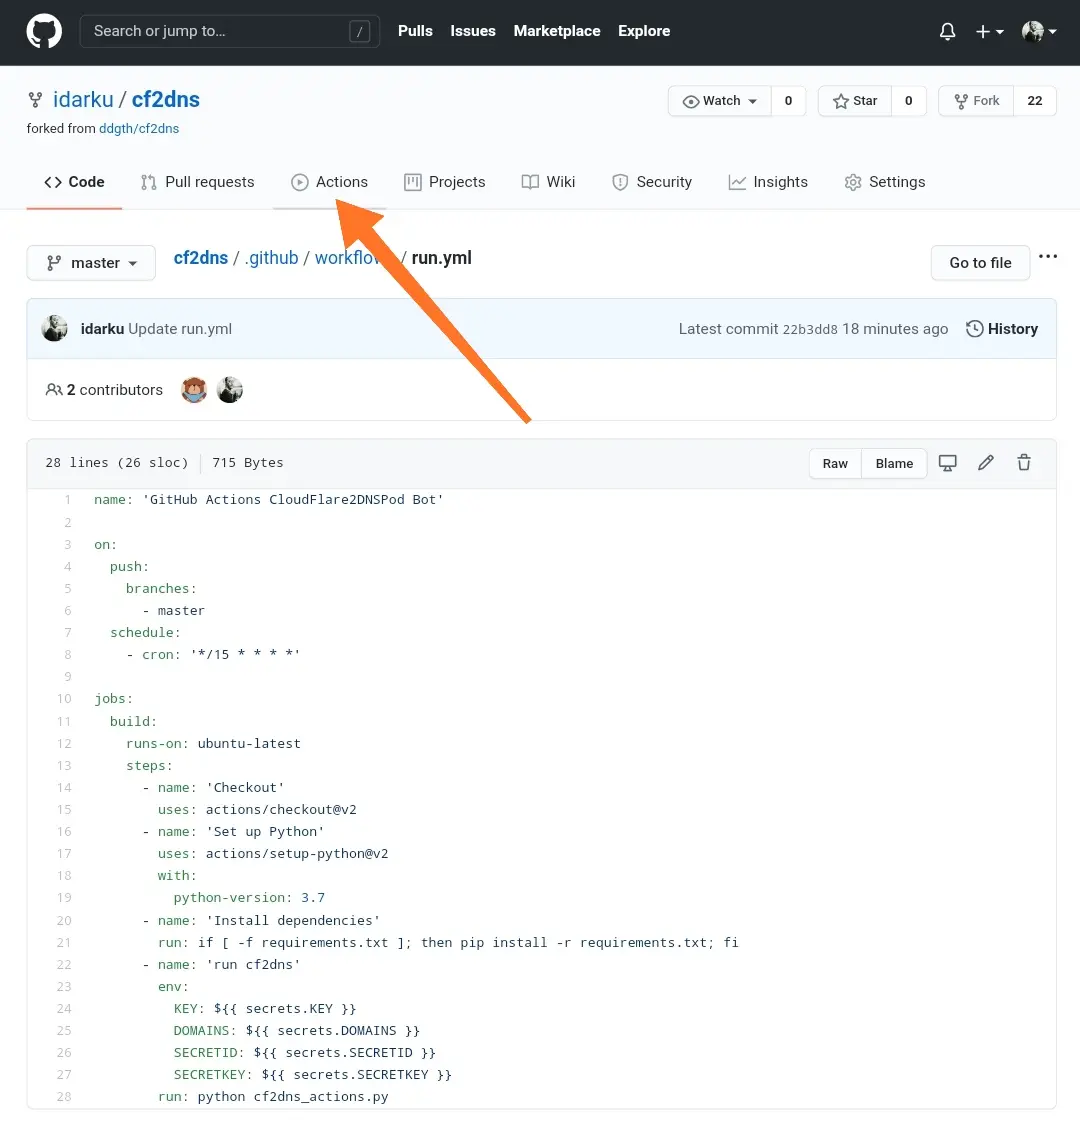 Search or jump to… / Pulls Issues Marketplace Explore
idarku / cf2dns Watch 0 Star 0 Fork 22
forked from ddgth/cf2dns
Code Pull requests Actions Projects Wiki Security Insights Settings
master cf2dns / .github / workflo / run.yml Go to file ...
idarku Update run.yml Latest commit 22b3dd8 18 minutes ago History
2 contributors
28 lines (26 sloc) 715 Bytes Raw Blame
1 name: 'GitHub Actions CloudFlare2DNSPod Bot'
2
3 on:
4 push:
5 branches:
6 - master
7 schedule:
8 - cron: '*/15 * * * *'
9
10 jobs:
11 build:
12 runs-on: ubuntu-latest
13 steps:
14 - name: 'Checkout'
15 uses: actions/checkout@v2
16 - name: 'Set up Python'
17 uses: actions/setup-python@v2
18 with:
19 python-version: 3.7
20 - name: 'Install dependencies'
21 run: if [ -f requirements.txt ]; then pip install -r requirements.txt; fi
22 - name: 'run cf2dns'
23 env:
24 KEY: ${{ secrets.KEY }}
25 DOMAINS: ${{ secrets.DOMAINS }}
26 SECRETID: ${{ secrets.SECRETID }}
27 SECRETKEY: ${{ secrets.SECRETKEY }}
28 run: python cf2dns_actions.py